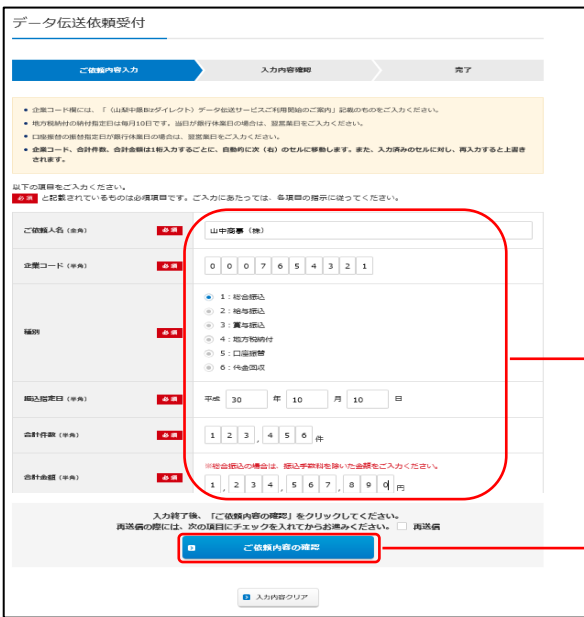 データ伝送依頼受付
ご依頼内容入力
入力内容確認
完了
企業コード欄には、「（山梨中銀Bizダイレクト）データ伝送サービスご利用開始のご案内」記載のものをご入力ください。
地方税納付の納付指定日は毎月10日です。当日が銀行休業日の場合は、翌営業日をご入力ください。
口座振替の振替指定日が銀行休業日の場合は、翌営業日をご入力ください。
企業コード、合計件数、合計金額は1桁入力するごとに、自動的に次（右）のセルに移動します。また、入力済みのセルに対し、再入力すると上書き
されます。
以下の項目をご入力ください。
必須 と記載されているものは必須項目です。ご入力にあたっては、各項目の指示に従ってください。
ご依頼人名（全角） 必須 山中商事（株）
企業コード（半角） 必須 0 0 0 7 6 5 4 3 2 1
種別 必須
1：総合振込
2：給与振込
3：賞与振込
4：地方税納付
5：口座振替
6：代金回収
振込指定日（半角） 必須 平成 30 年 10 月 10 日
合計件数（半角） 必須 1 2 3 , 4 5 6 件
※総合振込の場合は、振込手数料を除いた金額をご入力ください。
合計金額（半角） 必須 1 , 2 3 4 , 5 6 7 , 8 9 0 円
入力終了後、「ご依頼内容の確認」をクリックしてください。
再送信の際には、次の項目にチェックを入れてからお進みください。 再送信
ご依頼内容の確認
入力内容クリア